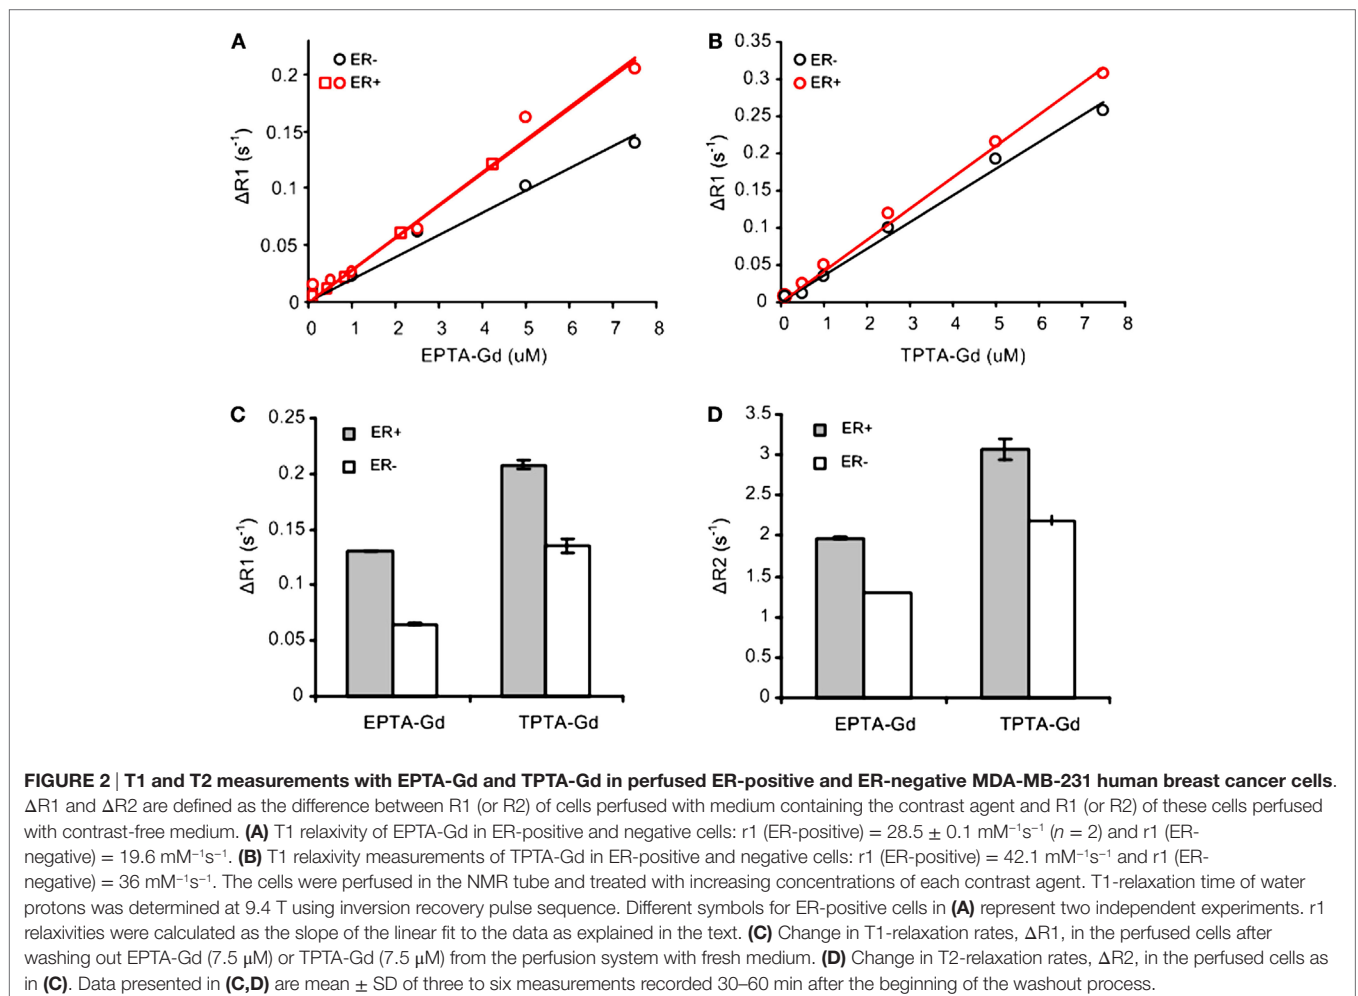 A
ER-
ER+
0.2
0.15
0.1
0.05
0
ΔR1 (s⁻¹)
0 1 2 3 4 5 6 7 8
EPTA-Gd (uM)
B
ER-
ER+
0.35
0.3
0.25
0.2
0.15
0.1
0.05
0
ΔR1 (s⁻¹)
0 1 2 3 4 5 6 7 8
TPTA-Gd (uM)
C
ER+
ER-
0.25
0.2
0.15
0.1
0.05
0
ΔR1 (s⁻¹)
EPTA-Gd TPTA-Gd
D
ER+
ER-
3.5
3
2.5
2
1.5
1
0.5
0
ΔR2 (s⁻¹)
EPTA-Gd TPTA-Gd
FIGURE 2 | T1 and T2 measurements with EPTA-Gd and TPTA-Gd in perfused ER-positive and ER-negative MDA-MB-231 human breast cancer cells.
ΔR1 and ΔR2 are defined as the difference between R1 (or R2) of cells perfused with medium containing the contrast agent and R1 (or R2) of these cells perfused
with contrast-free medium. (A) T1 relaxivity of EPTA-Gd in ER-positive and negative cells: r1 (ER-positive) = 28.5 ± 0.1 mM⁻¹s⁻¹ (n = 2) and r1 (ER-
negative) = 19.6 mM⁻¹s⁻¹. (B) T1 relaxivity measurements of TPTA-Gd in ER-positive and negative cells: r1 (ER-positive) = 42.1 mM⁻¹s⁻¹ and r1 (ER-
negative) = 36 mM⁻¹s⁻¹. The cells were perfused in the NMR tube and treated with increasing concentrations of each contrast agent. T1-relaxation time of water
protons was determined at 9.4 T using inversion recovery pulse sequence. Different symbols for ER-positive cells in (A) represent two independent experiments. r1
relaxivities were calculated as the slope of the linear fit to the data as explained in the text. (C) Change in T1-relaxation rates, ΔR1, in the perfused cells after
washing out EPTA-Gd (7.5 μM) or TPTA-Gd (7.5 μM) from the perfusion system with fresh medium. (D) Change in T2-relaxation rates, ΔR2, in the perfused cells as
in (C). Data presented in (C,D) are mean ± SD of three to six measurements recorded 30–60 min after the beginning of the washout process.